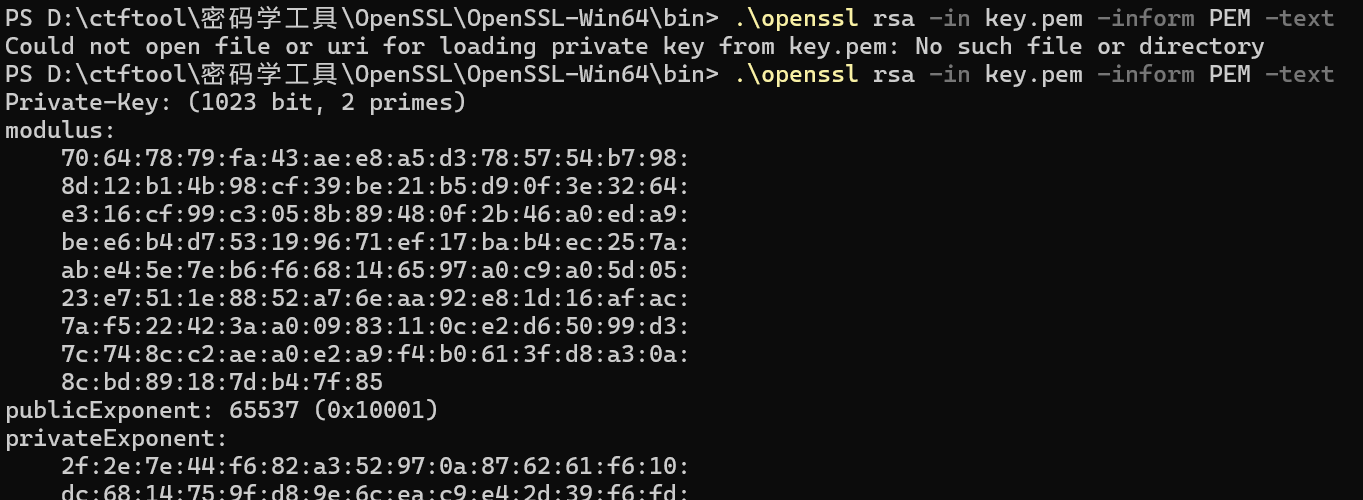 PS D:\ctftool\密码学工具\OpenSSL\OpenSSL-Win64\bin> .\openssl rsa -in key.pem -inform PEM -text
Could not open file or uri for loading private key from key.pem: No such file or directory
PS D:\ctftool\密码学工具\OpenSSL\OpenSSL-Win64\bin> .\openssl rsa -in key.pem -inform PEM -text
Private-Key: (1023 bit, 2 primes)
modulus:
70:64:78:79:fa:43:ae:e8:a5:d3:78:57:54:b7:98:
8d:12:b1:4b:98:cf:39:be:21:b5:d9:0f:3e:32:64:
e3:16:cf:99:c3:05:8b:89:48:0f:2b:46:a0:ed:a9:
be:e6:b4:d7:53:19:96:71:ef:17:ba:b4:ec:25:7a:
ab:e4:5e:7e:b6:f6:68:14:65:97:a0:c9:a0:5d:05:
23:e7:51:1e:88:52:a7:6e:aa:92:e8:1d:16:af:ac:
7a:f5:22:42:3a:a0:09:83:11:0c:e2:d6:50:99:d3:
7c:74:8c:c2:ae:a0:e2:a9:f4:b0:61:3f:d8:a3:0a:
8c:bd:89:18:7d:b4:7f:85
publicExponent: 65537 (0x10001)
privateExponent:
2f:2e:7e:44:f6:82:a3:52:97:0a:87:62:61:f6:10:
dc:68:14:75:9f:d8:9e:6c:ea:c9:e4:2d:39:f6:fd: